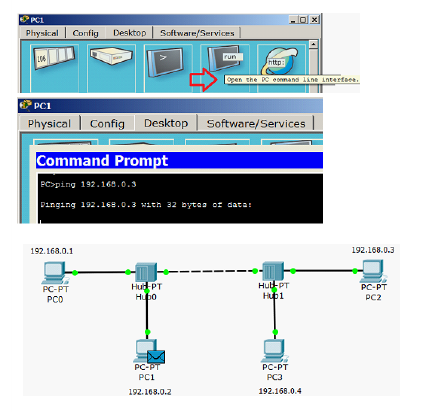 PC1
Physical Config Desktop Software/Services
106
run
http:
Open the PC command line interface.
PC1
Physical Config Desktop Software/Services
Command Prompt
PC>ping 192.168.0.3
Pinging 192.168.0.3 with 32 bytes of data:
192.168.0.1
192.168.0.3
PC-PT
PC0
Hub-PT
Hub0
Hub-PT
Hub1
PC-PT
PC2
PC-PT
PC1
PC-PT
PC3
192.168.0.2
192.168.0.4